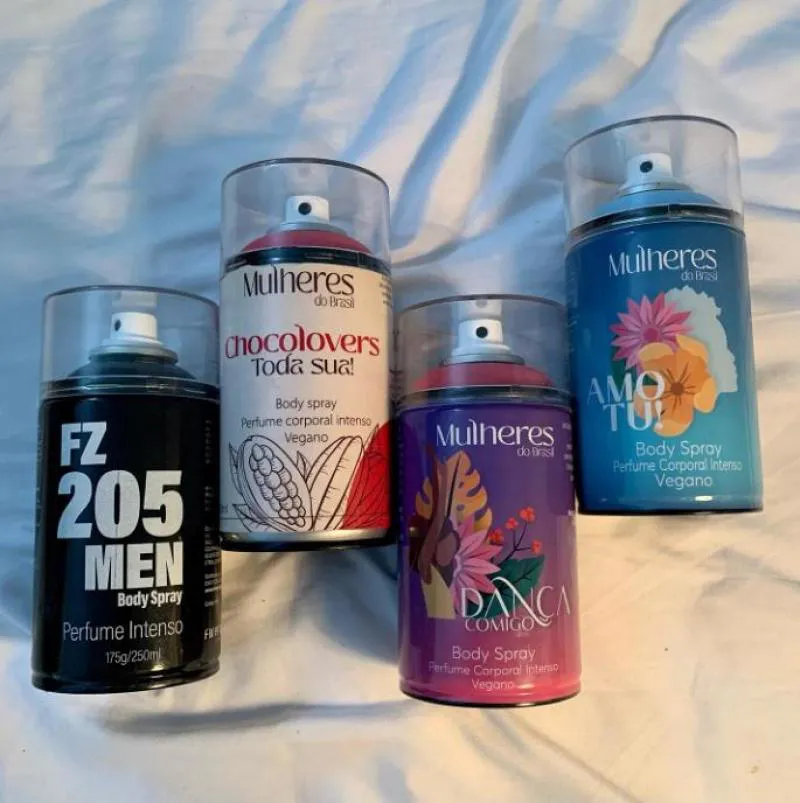 FZ
205
MEN
Body Spray
Perfume Intenso
175g/250ml
Mulheres
do Brasil
Chocolovers
Toda sua!
Body spray
Perfume corporal intenso
Vegano
Mulheres
do Brasil
DANÇA
COMIGO
Body Spray
Perfume Corporal Intenso
Vegano
Mulheres
do Brasil
AMO
TU!
Body Spray
Perfume Corporal Intenso
Vegano